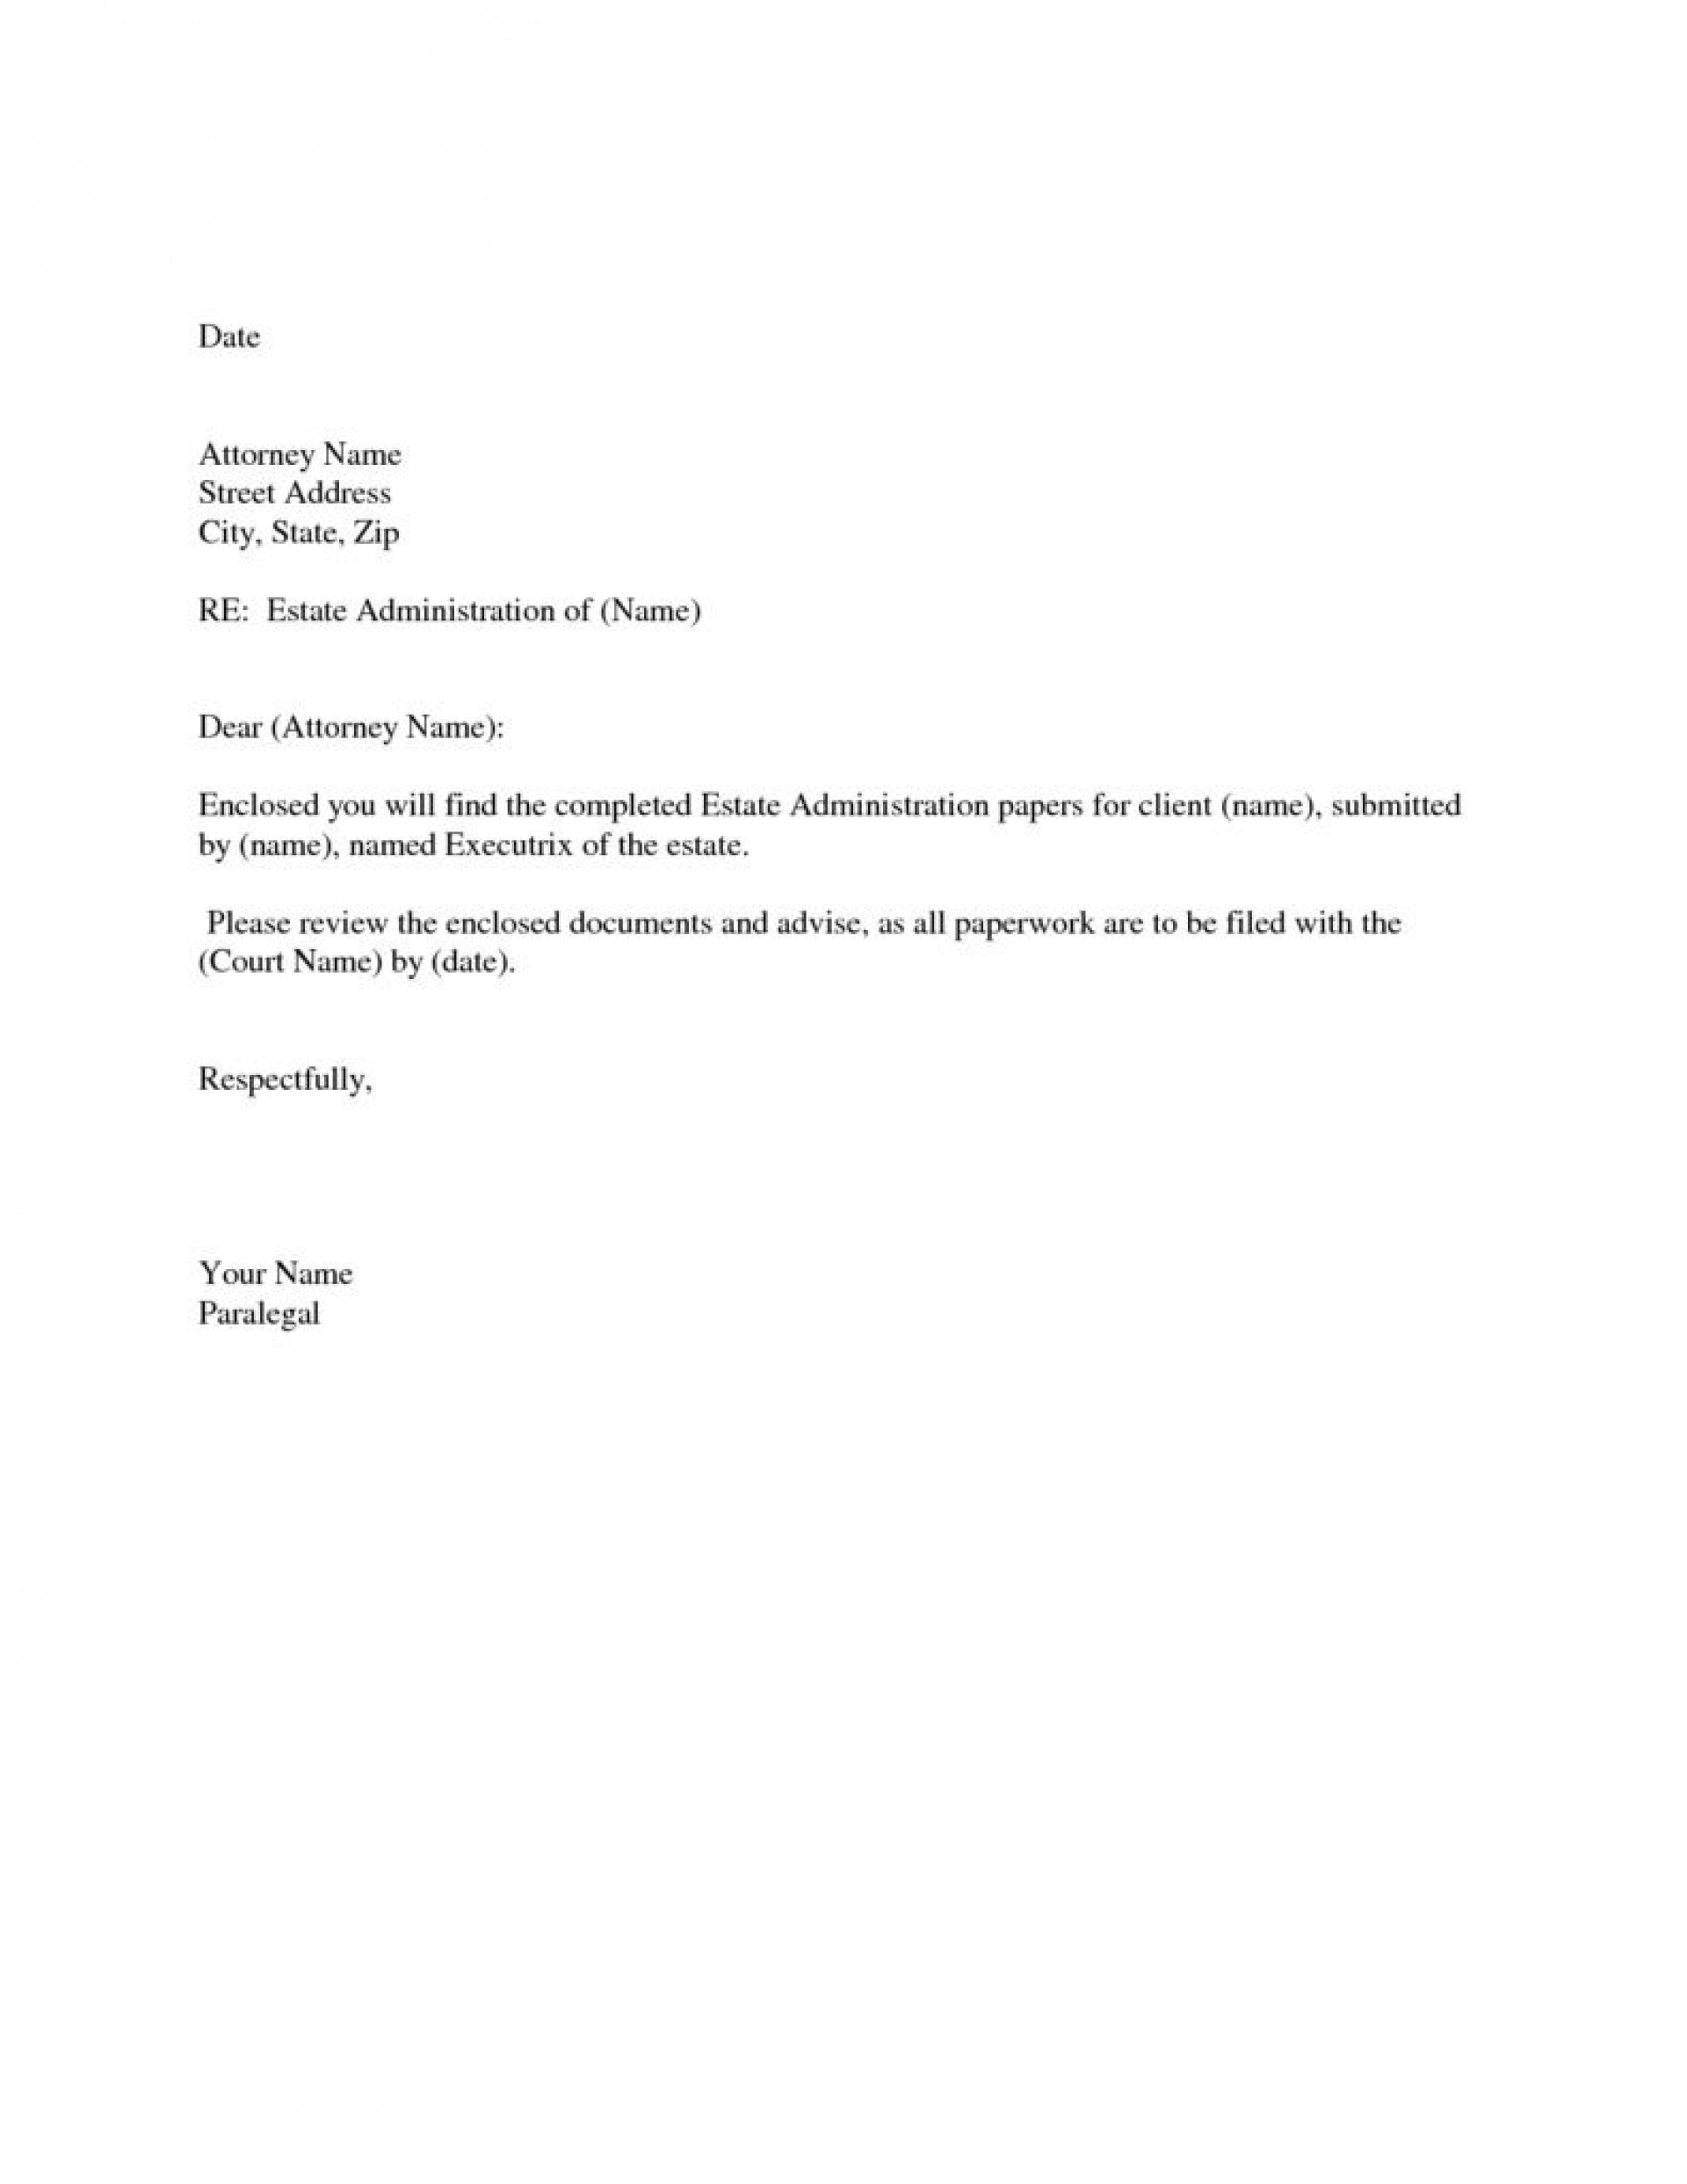 Date
Attorney Name
Street Address
City, State, Zip
RE:  Estate Administration of (Name)
Dear (Attorney Name):
Enclosed you will find the completed Estate Administration papers for client (name), submitted
by (name), named Executrix of the estate.
Please review the enclosed documents and advise, as all paperwork are to be filed with the
(Court Name) by (date).
Respectfully,
Your Name
Paralegal